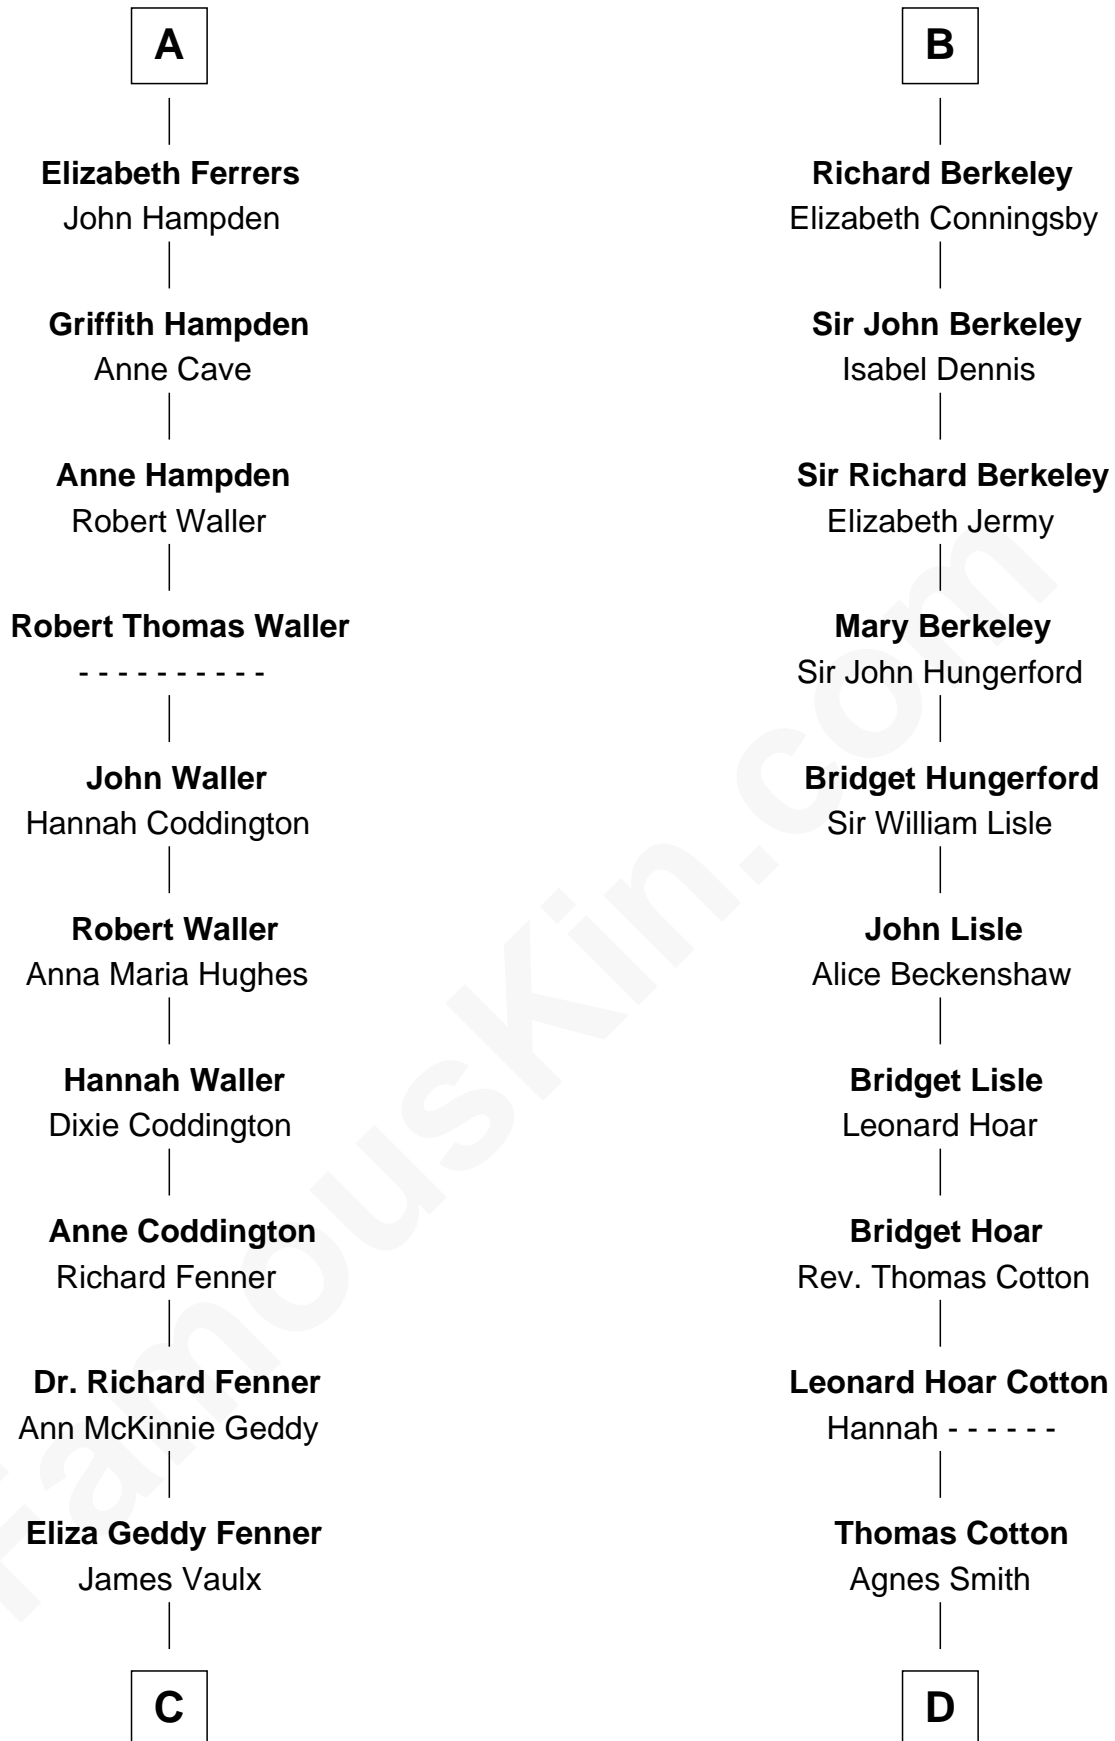 A
Elizabeth Ferrers
John Hampden
Griffith Hampden
Anne Cave
Anne Hampden
Robert Waller
Robert Thomas Waller
- - - - - - - - - -
John Waller
Hannah Coddington
Robert Waller
Anna Maria Hughes
Hannah Waller
Dixie Coddington
Anne Coddington
Richard Fenner
Dr. Richard Fenner
Ann McKinnie Geddy
Eliza Geddy Fenner
James Vaulx
C
B
Richard Berkeley
Elizabeth Conningsby
Sir John Berkeley
Isabel Dennis
Sir Richard Berkeley
Elizabeth Jermy
Mary Berkeley
Sir John Hungerford
Bridget Hungerford
Sir William Lisle
John Lisle
Alice Beckenshaw
Bridget Lisle
Leonard Hoar
Bridget Hoar
Rev. Thomas Cotton
Leonard Hoar Cotton
Hannah - - - - - -
Thomas Cotton
Agnes Smith
D
FamousKin.com